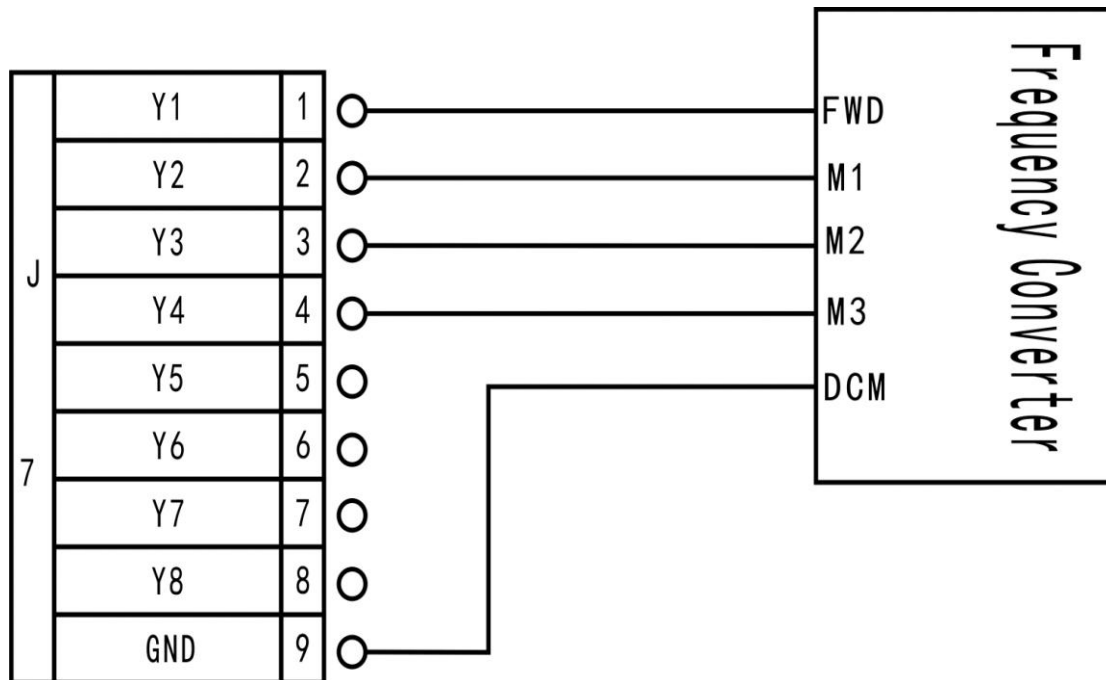 J7
Y1 1
Y2 2
Y3 3
Y4 4
Y5 5
Y6 6
Y7 7
Y8 8
GND 9
FWD
M1
M2
M3
DCM
Frequency Converter